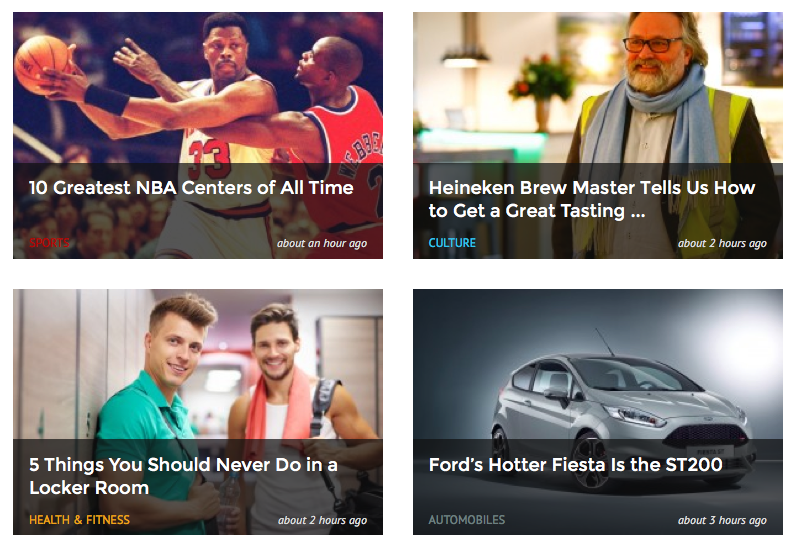 33
WEBBE
10 Greatest NBA Centers of All Time
SPORTS
about an hour ago
Heineken Brew Master Tells Us How
to Get a Great Tasting ...
CULTURE
about 2 hours ago
5 Things You Should Never Do in a
Locker Room
HEALTH & FITNESS
about 2 hours ago
Ford's Hotter Fiesta Is the ST200
AUTOMOBILES
about 3 hours ago